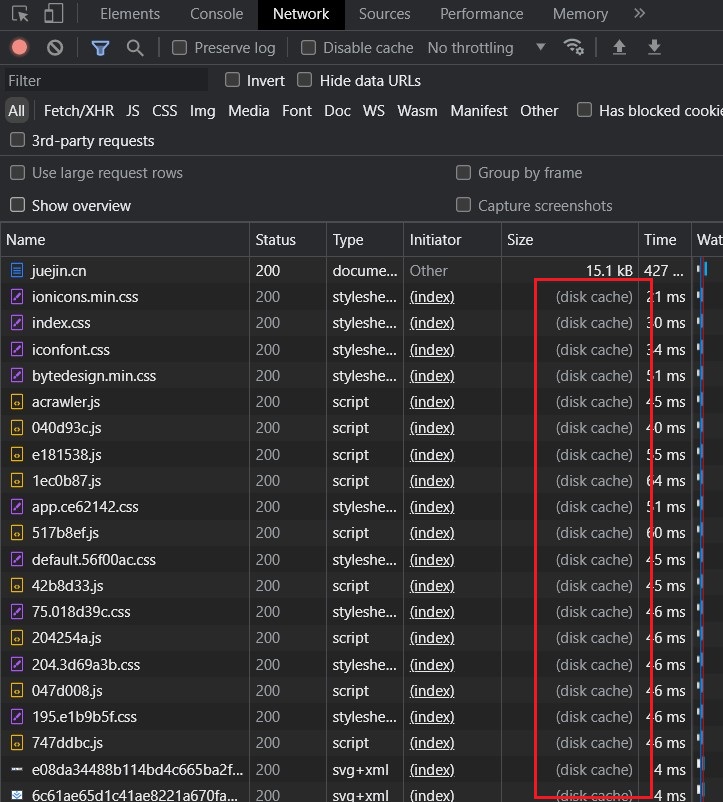 Elements Console Network Sources Performance Memory »
Preserve log Disable cache No throttling
Filter Invert Hide data URLs
All Fetch/XHR JS CSS Img Media Font Doc WS Wasm Manifest Other Has blocked cookie
3rd-party requests
Use large request rows Group by frame
Show overview Capture screenshots
Name Status Type Initiator Size Time Wat
juejin.cn 200 docume... Other 15.1 kB 427 ...
ionicons.min.css 200 styleshe... (index) (disk cache) 21 ms
index.css 200 styleshe... (index) (disk cache) 30 ms
iconfont.css 200 styleshe... (index) (disk cache) 34 ms
bytedesign.min.css 200 styleshe... (index) (disk cache) 51 ms
acrawler.js 200 script (index) (disk cache) 45 ms
040d93c.js 200 script (index) (disk cache) 40 ms
e181538.js 200 script (index) (disk cache) 55 ms
1ec0b87.js 200 script (index) (disk cache) 64 ms
app.ce62142.css 200 styleshe... (index) (disk cache) 51 ms
517b8ef.js 200 script (index) (disk cache) 60 ms
default.56f00ac.css 200 styleshe... (index) (disk cache) 45 ms
42b8d33.js 200 script (index) (disk cache) 45 ms
75.018d39c.css 200 styleshe... (index) (disk cache) 46 ms
204254a.js 200 script (index) (disk cache) 46 ms
204.3d69a3b.css 200 styleshe... (index) (disk cache) 46 ms
047d008.js 200 script (index) (disk cache) 46 ms
195.e1b9b5f.css 200 styleshe... (index) (disk cache) 46 ms
747ddbc.js 200 script (index) (disk cache) 46 ms
e08da34488b114bd4c665ba2f... 200 svg+xml (index) (disk cache) 4 ms
6c61ae65d1c41ae8221a670fa... 200 svg+xml (index) (disk cache) 4 ms